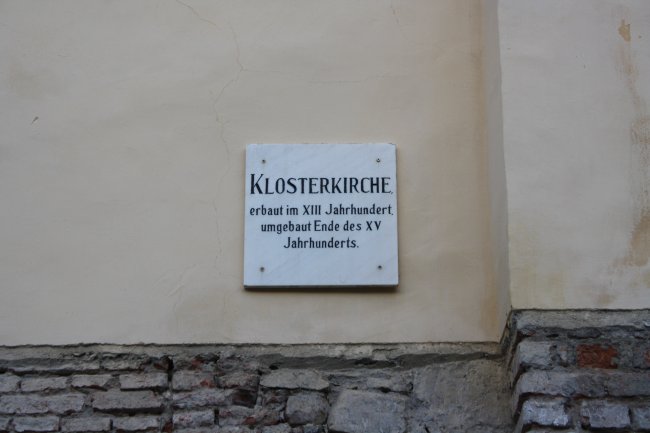 KLOSTERKIRCHE,
erbaut im XIII Jahrhundert,
umgebaut Ende des XV
Jahrhunderts.